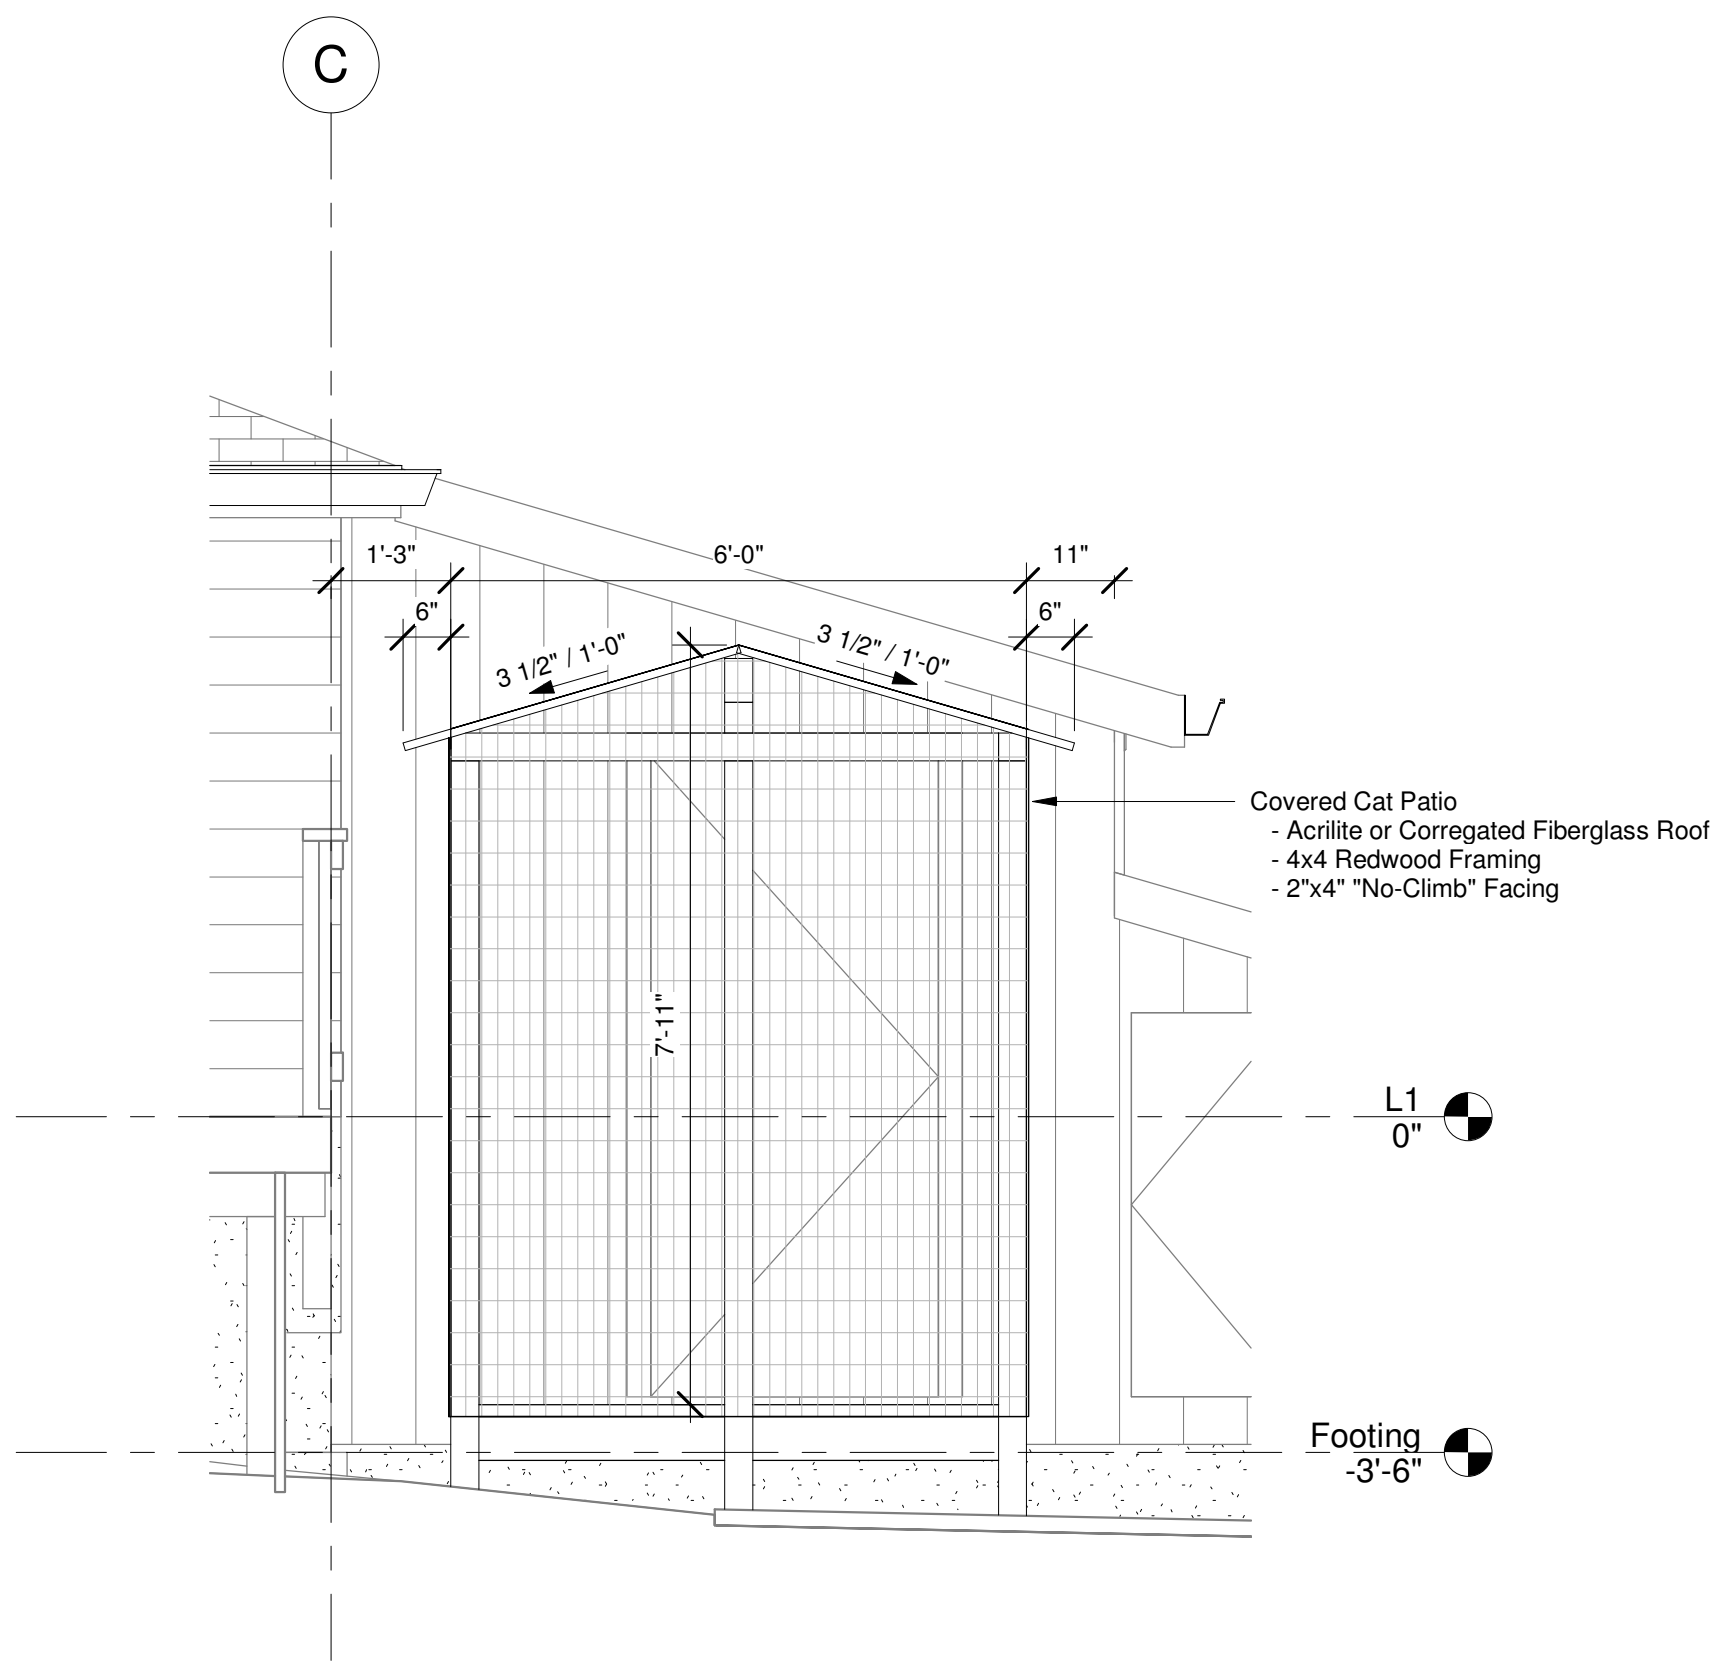 C
1'-3"
6'-0"
11"
6"
6"
3 1/2" / 1'-0"
3 1/2" / 1'-0"
Covered Cat Patio
- Acrilite or Corregated Fiberglass Roof
- 4x4 Redwood Framing
- 2"x4" "No-Climb" Facing
7'-11"
L1
0"
Footing
-3'-6"